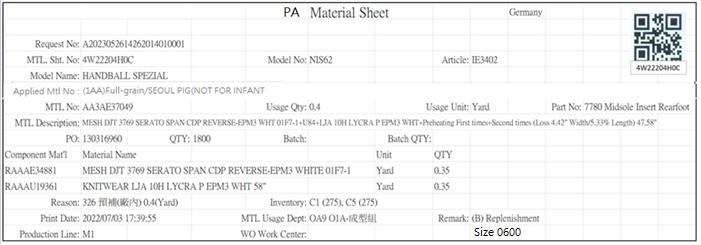 PA Material Sheet Germany
Request No: A2023052614262014010001
MTL. Sht. No: 4W22204H0C Model No: NIS62 Article: IE3402
4W22204H0C
Model Name: HANDBALL SPEZIAL
Applied Mtl No : (1AA)Full-grain/SEOUL PIG(NOT FOR INFANT
MTL No: AA3AE37049 Usage Qty: 0.4 Usage Unit: Yard Part No: 7780 Midsole Insert Rearfoot
MTL Description: MESH DJT 3769 SERATO SPAN CDP REVERSE-EPM3 WHT 01F7-1+U84+LJA 10H LYCRA P EPM3 WHT+Preheating First times+Second times (Loss 4.42" Width/5.33% Length) 47.58"
PO: 130316960 QTY: 1800 Batch: Batch QTY:
Component Mat'l Material Name Unit QTY
RAAAE34881 MESH DJT 3769 SERATO SPAN CDP REVERSE-EPM3 WHITE 01F7-1 Yard 0.35
RAAAU19361 KNITWEAR LJA 10H LYCRA P EPM3 WHT 58" Yard 0.35
Reason: 326 預補(廠內) 0.4(Yard) Inventory: C1 (275), C5 (275)
Print Date: 2022/07/03 17:39:55 MTL Usage Dept: OA9 O1A-成型組 Remark: (B) Replenishment
Production Line: M1 WO Work Center: Size 0600